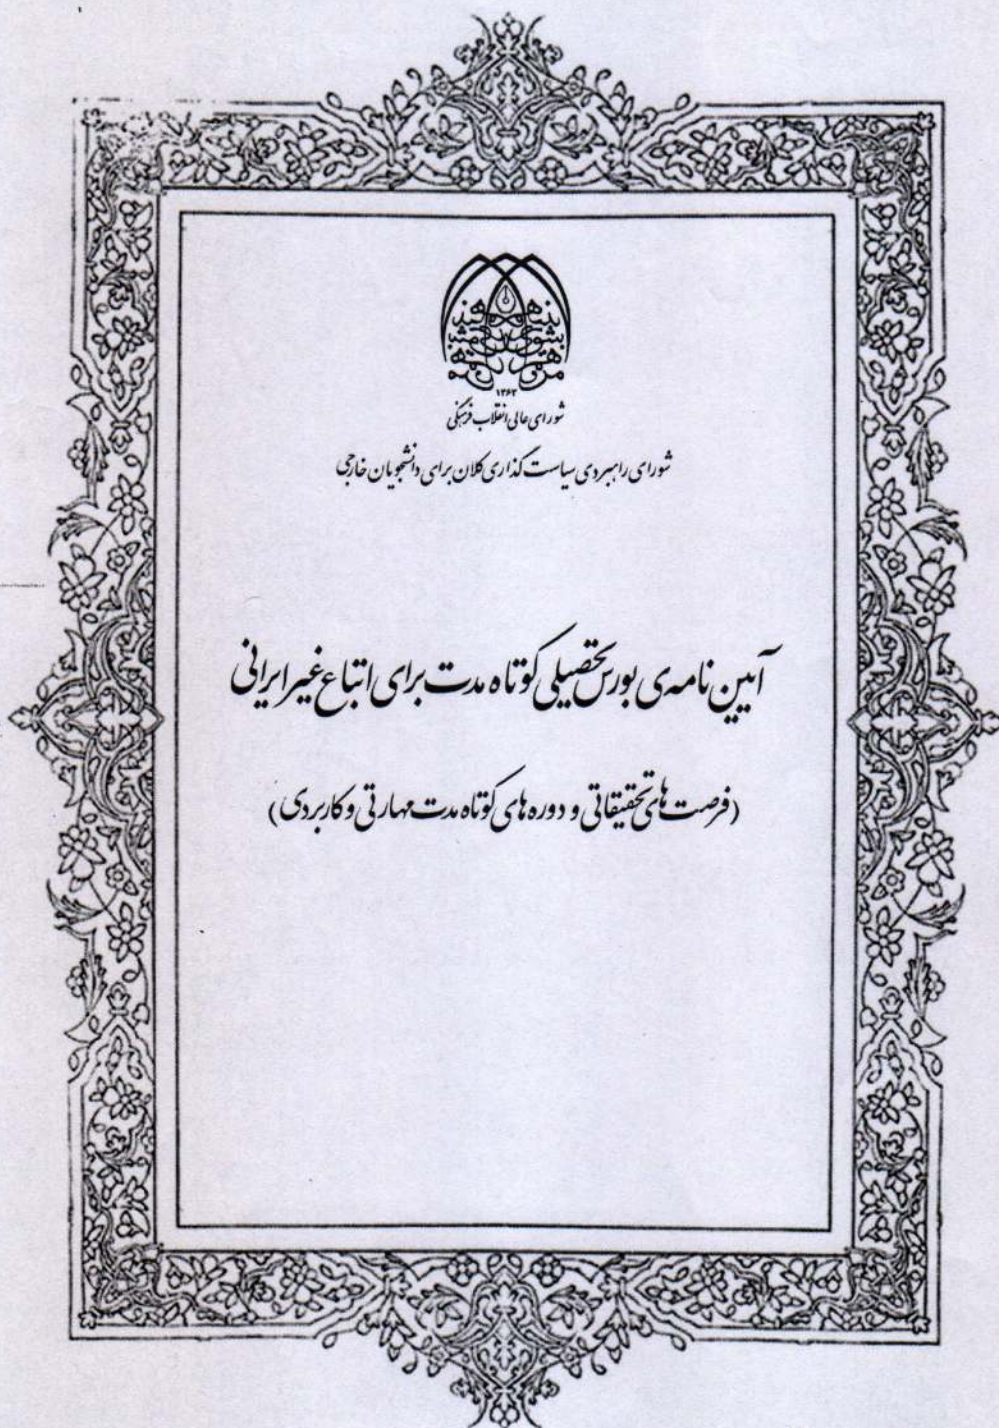 ۱۳۶۳
شورای عالی انقلاب فرهنگی
شورای راهبردی سیاست گذاری کلان برای دانشجویان خارجی
آیین نامه‌ی بورس تحصیلی کوتاه مدت برای اتباع غیر ایرانی
(فرصت های تحقیقاتی و دوره های کوتاه مدت مهارتی و کاربردی)